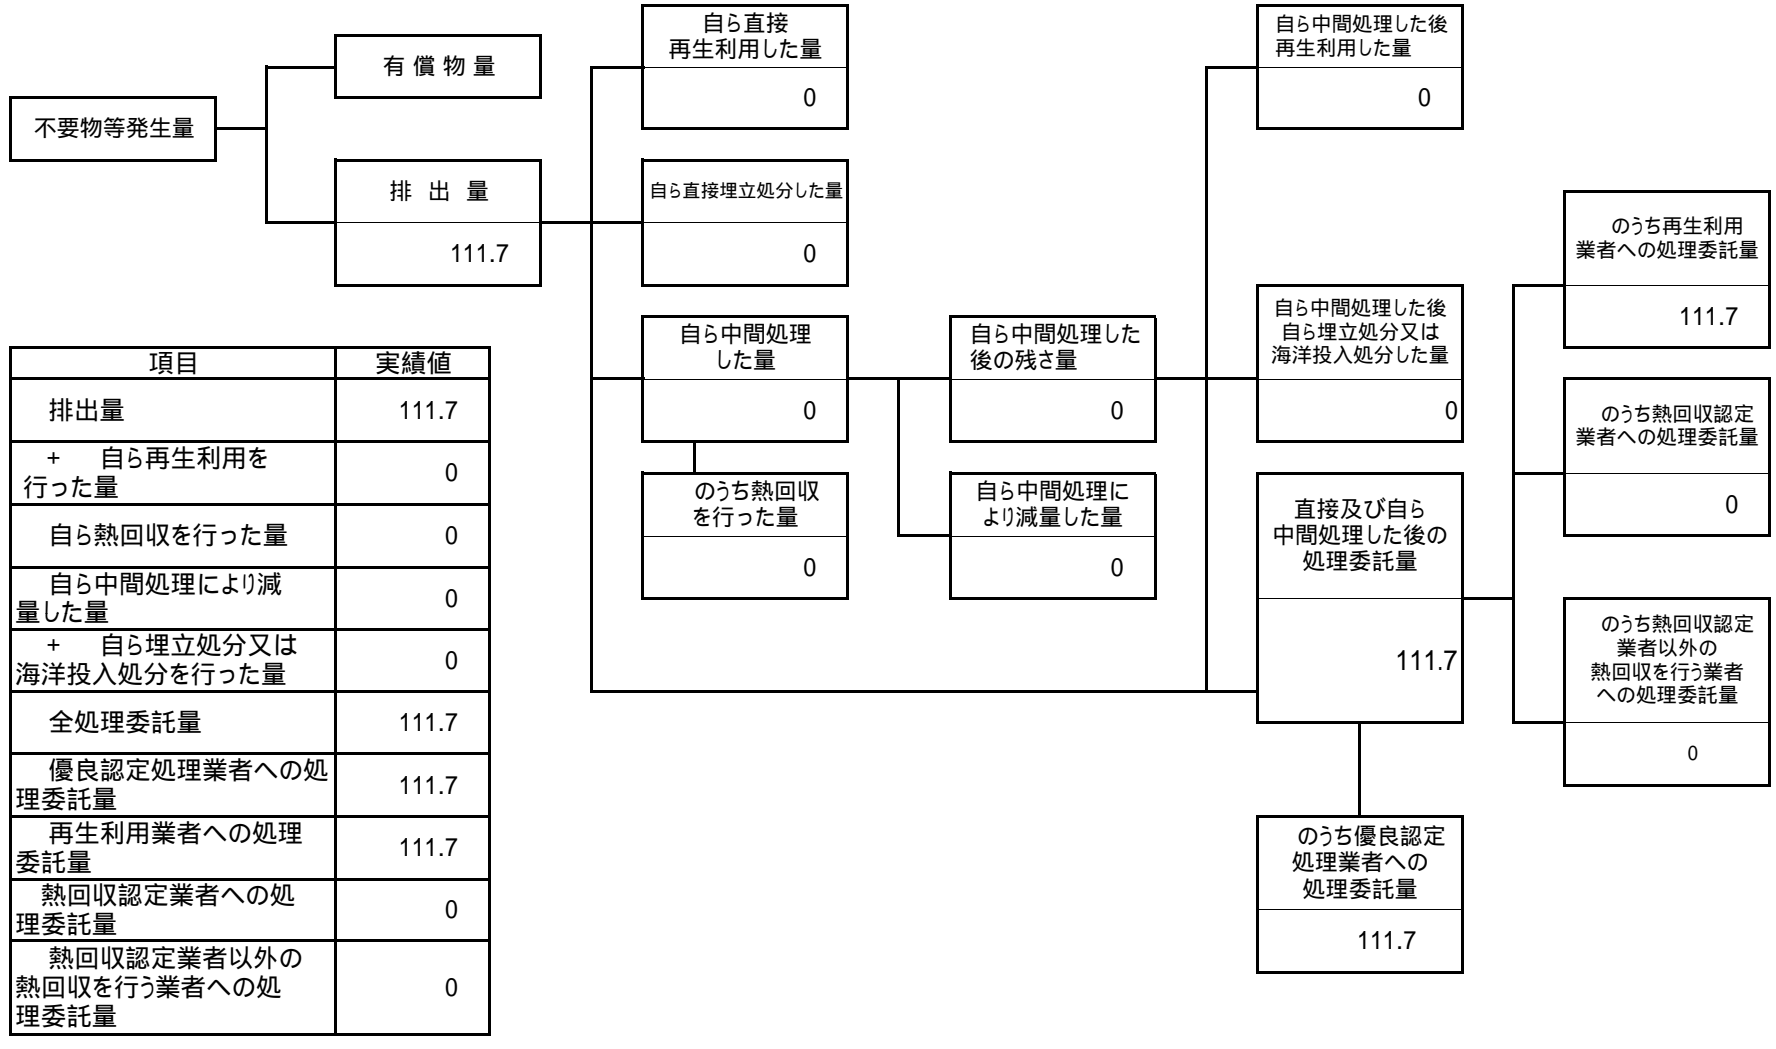 不要物等発生量
有償物量
排出量
111.7
自ら直接
再生利用した量
0
自ら直接埋立処分した量
0
自ら中間処理
した量
0
のうち熱回収
を行った量
0
自ら中間処理した
後の残さ量
0
自ら中間処理に
より減量した量
0
自ら中間処理した後
再生利用した量
0
自ら中間処理した後
自ら埋立処分又は
海洋投入処分した量
0
直接及び自ら
中間処理した後の
処理委託量
111.7
のうち優良認定
処理業者への
処理委託量
111.7
のうち再生利用
業者への処理委託量
111.7
のうち熱回収認定
業者への処理委託量
0
のうち熱回収認定
業者以外の
熱回収を行う業者
への処理委託量
0
項目 実績値
排出量 111.7
+ 自ら再生利用を
行った量 0
自ら熱回収を行った量 0
自ら中間処理により減
量した量 0
+ 自ら埋立処分又は
海洋投入処分を行った量 0
全処理委託量 111.7
優良認定処理業者への処
理委託量 111.7
再生利用業者への処理
委託量 111.7
熱回収認定業者への処
理委託量 0
熱回収認定業者以外の
熱回収を行う業者への処
理委託量 0